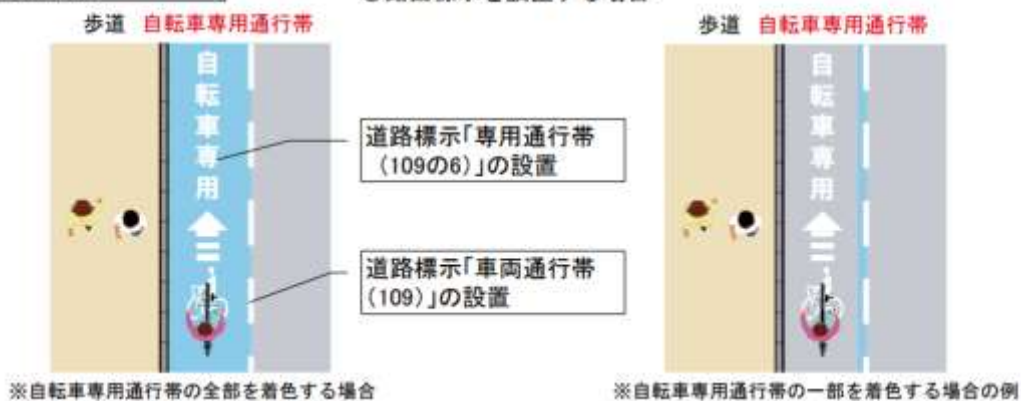 歩道 自転車専用通行帯
自転車専用
道路標示「専用通行帯
(109の6)」の設置
道路標示「車両通行帯
(109)」の設置
※自転車専用通行帯の全部を着色する場合
歩道 自転車専用通行帯
自転車専用
※自転車専用通行帯の一部を着色する場合の例